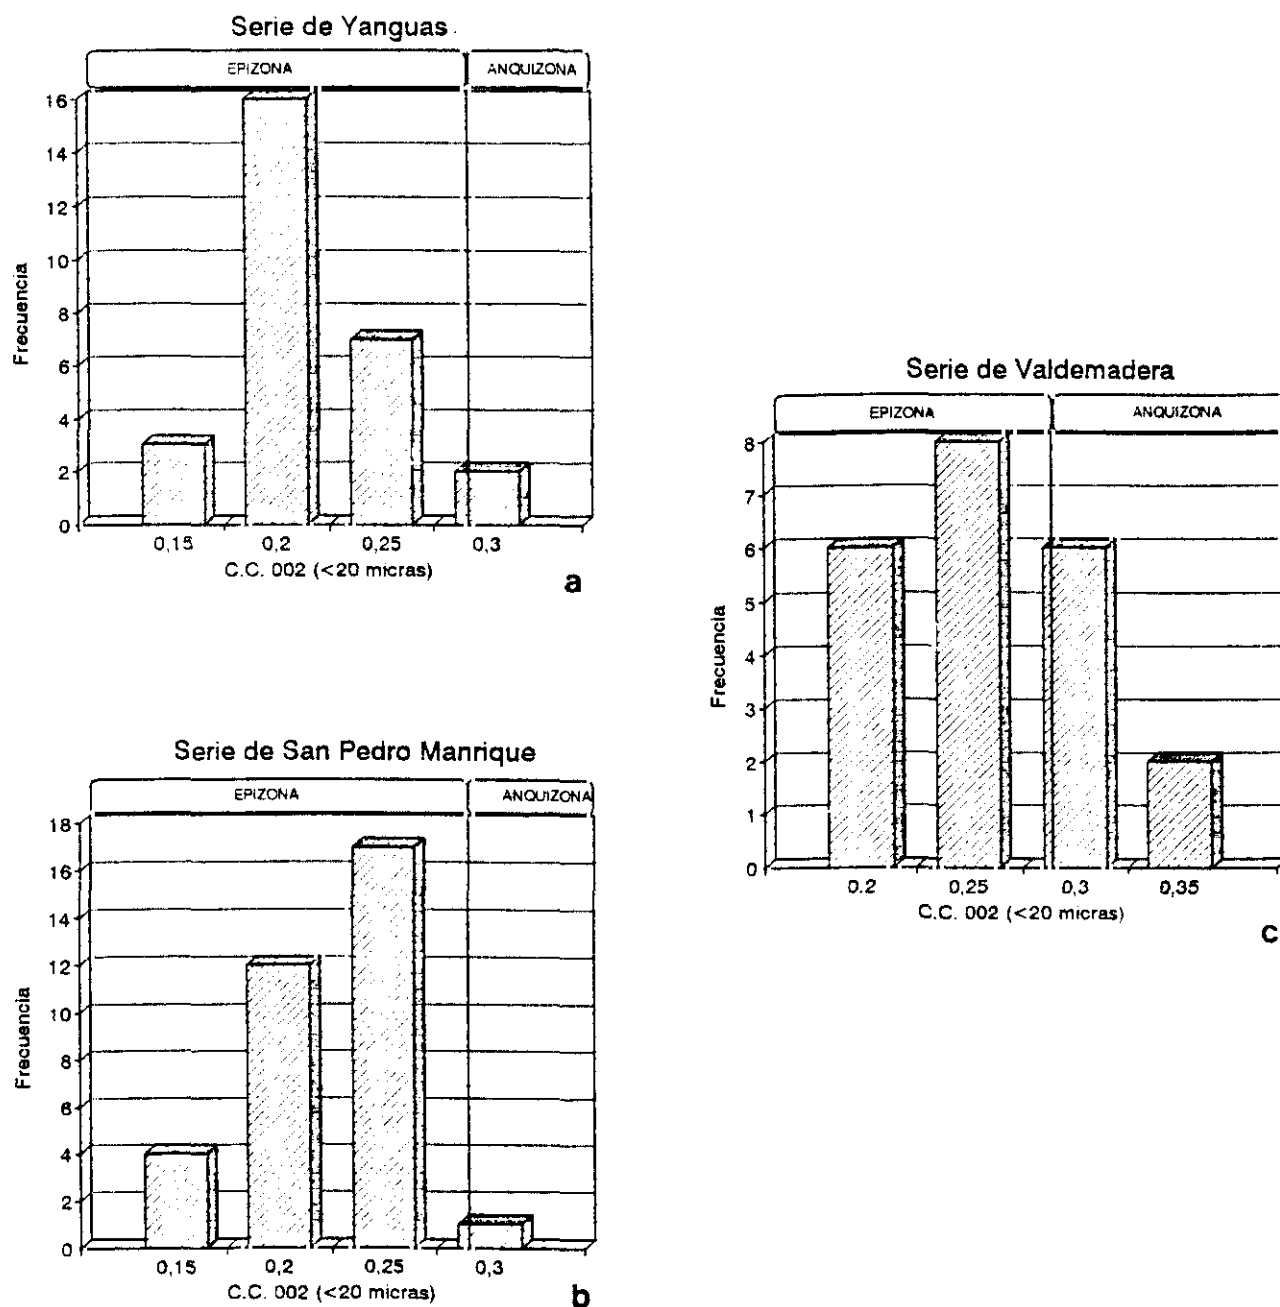 Serie de Yanguas
EPIZONA
ANQUIZONA
16
14
12
10
8
6
4
2
0
Frecuencia
0,15 0,2 0,25 0,3
C.C. 002 (<20 micras)
a
Serie de San Pedro Manrique
EPIZONA
ANQUIZONA
18
16
14
12
10
8
6
4
2
0
Frecuencia
0,15 0,2 0,25 0,3
C.C. 002 (<20 micras)
b
Serie de Valdemadera
EPIZONA
ANQUIZONA
8
7
6
5
4
3
2
1
0
Frecuencia
0,2 0,25 0,3 0,35
C.C. 002 (<20 micras)
c